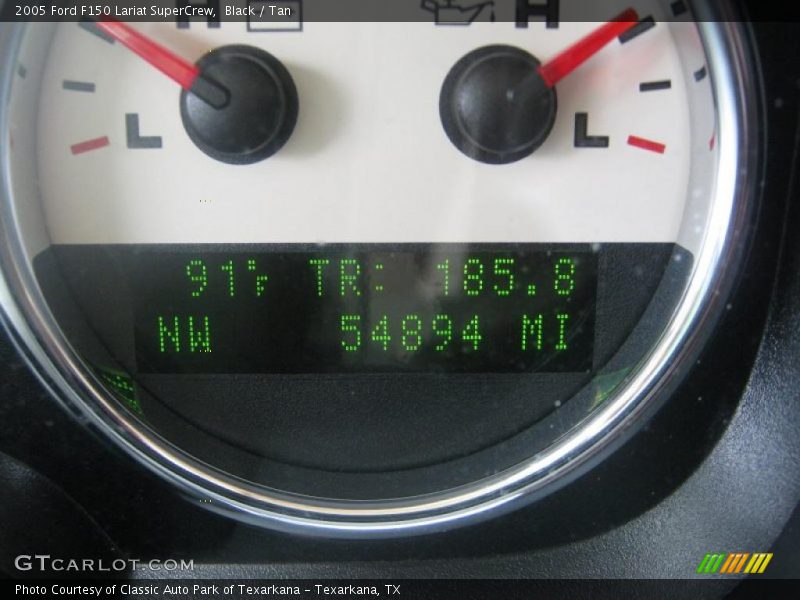 2005 Ford F150 Lariat SuperCrew, Black / Tan
H H
L L
91°F TR: 185.8
NW 54894 MI
GTCARLOT.COM
Photo Courtesy of Classic Auto Park of Texarkana - Texarkana, TX